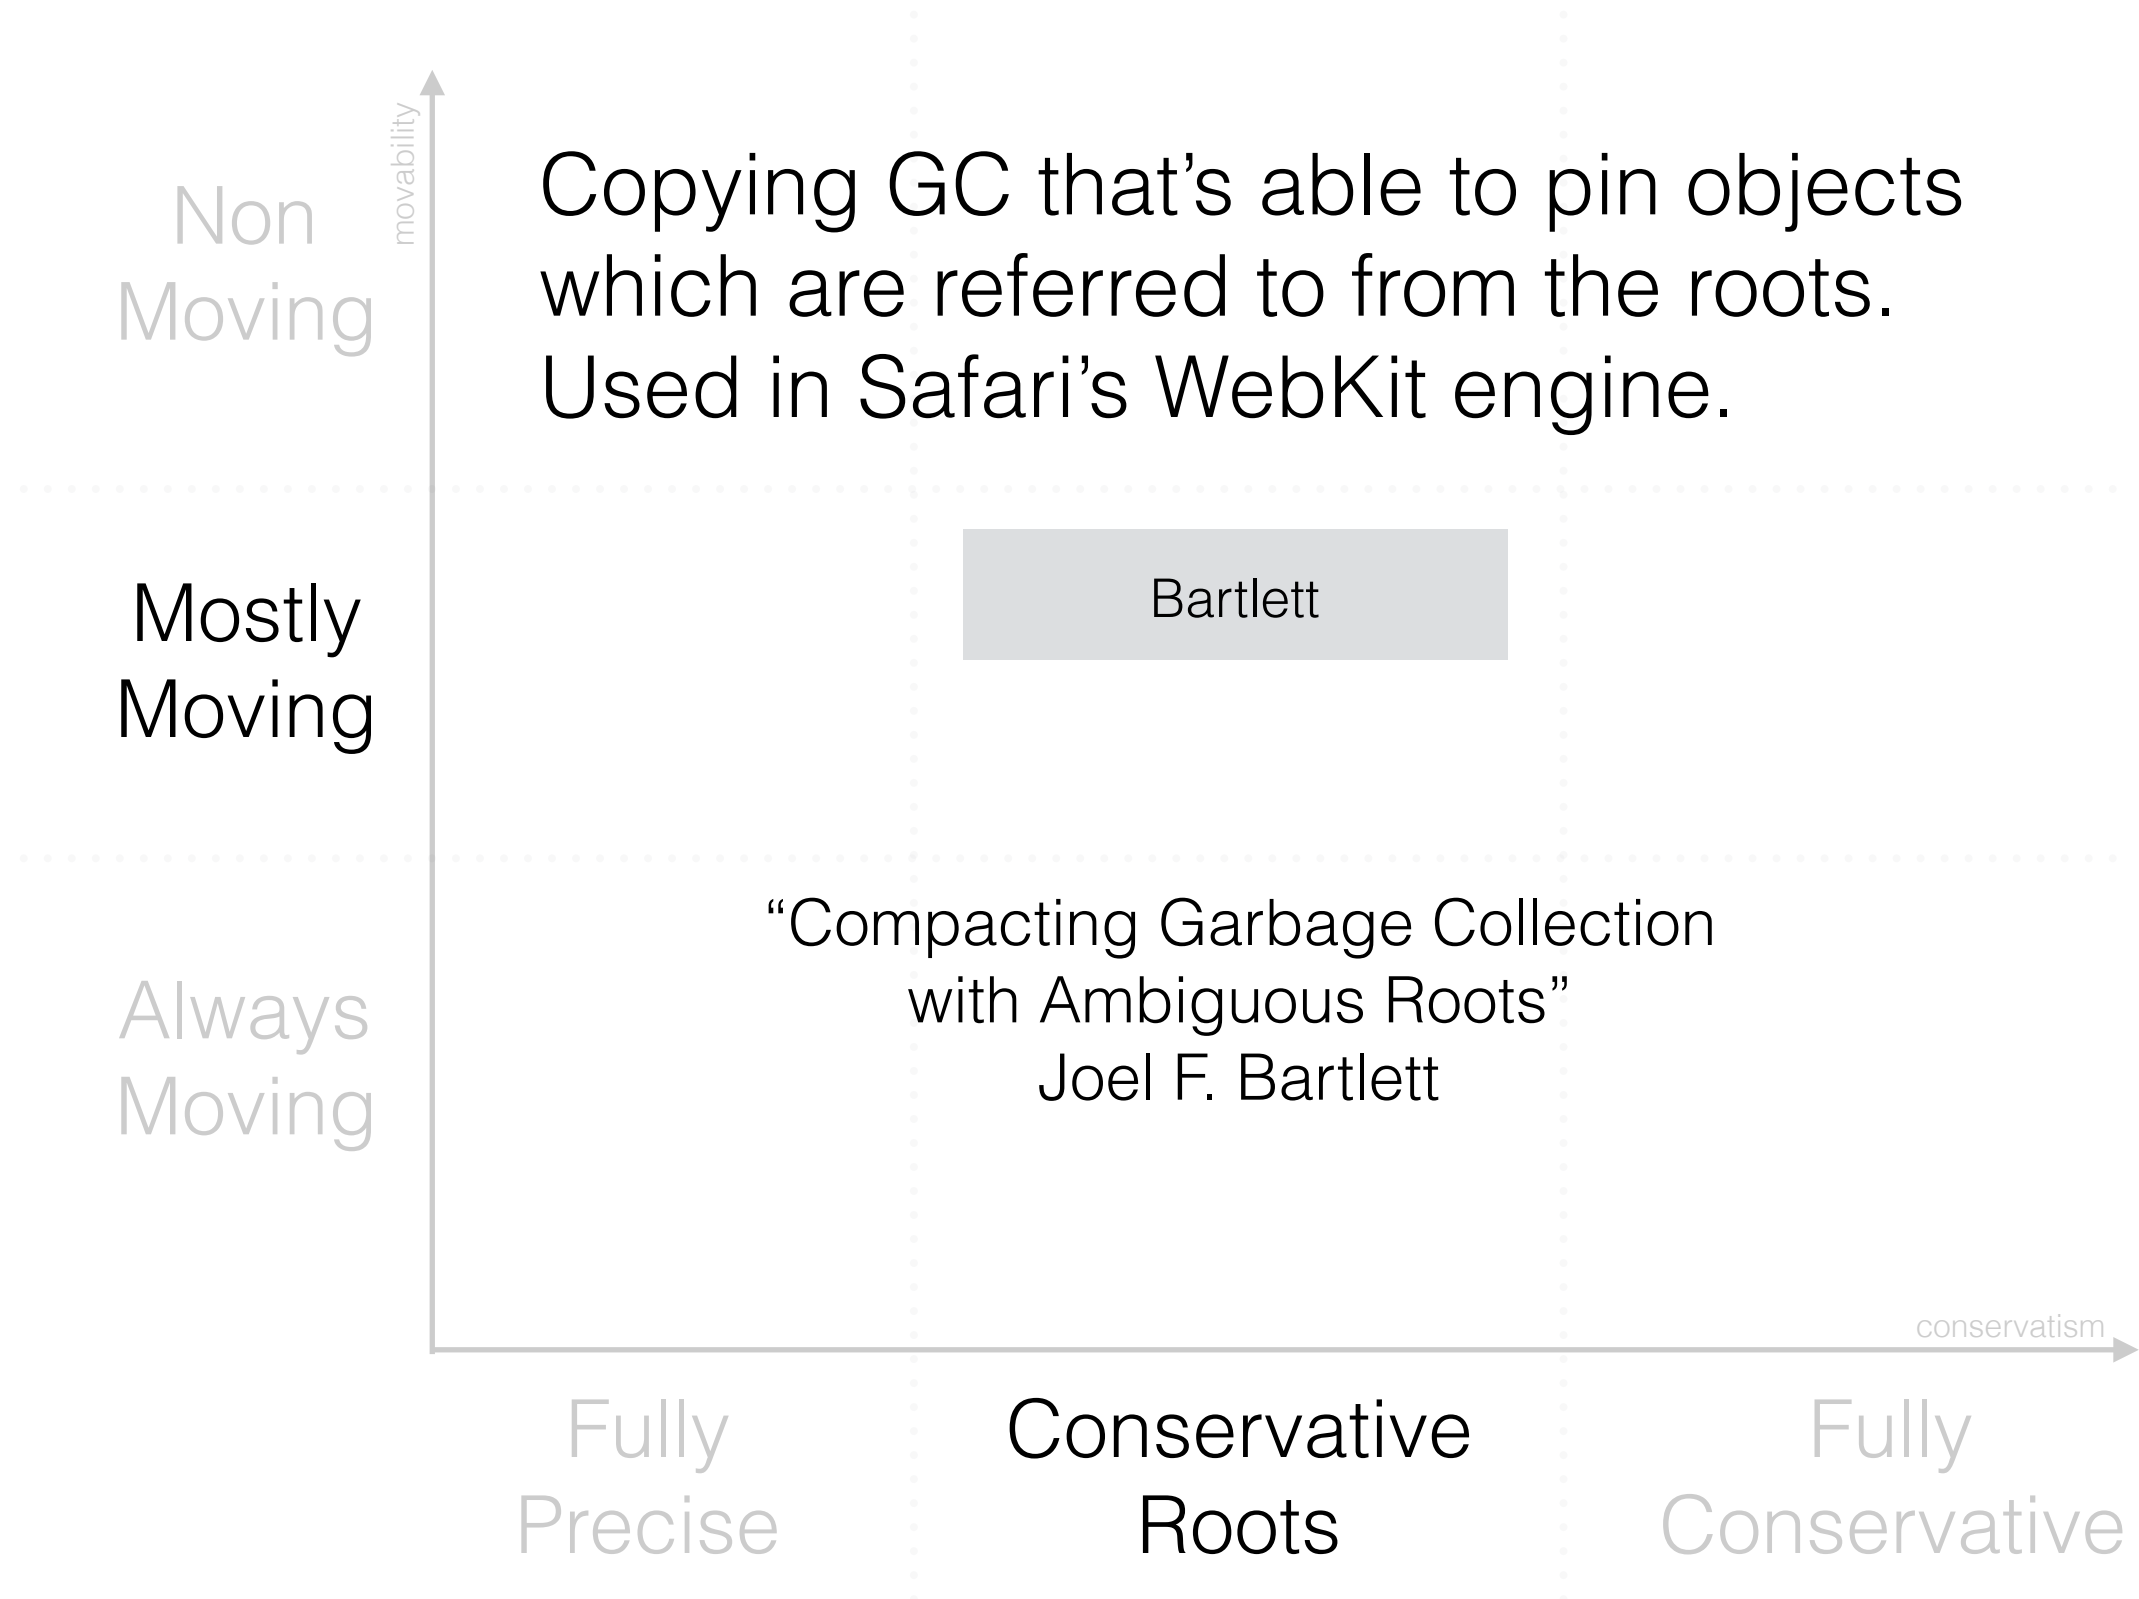 movability
Non
Moving
Copying GC that’s able to pin objects
which are referred to from the roots.
Used in Safari’s WebKit engine.
Mostly
Moving
Bartlett
Always
Moving
“Compacting Garbage Collection
with Ambiguous Roots”
Joel F. Bartlett
conservatism
Fully
Precise
Conservative
Roots
Fully
Conservative